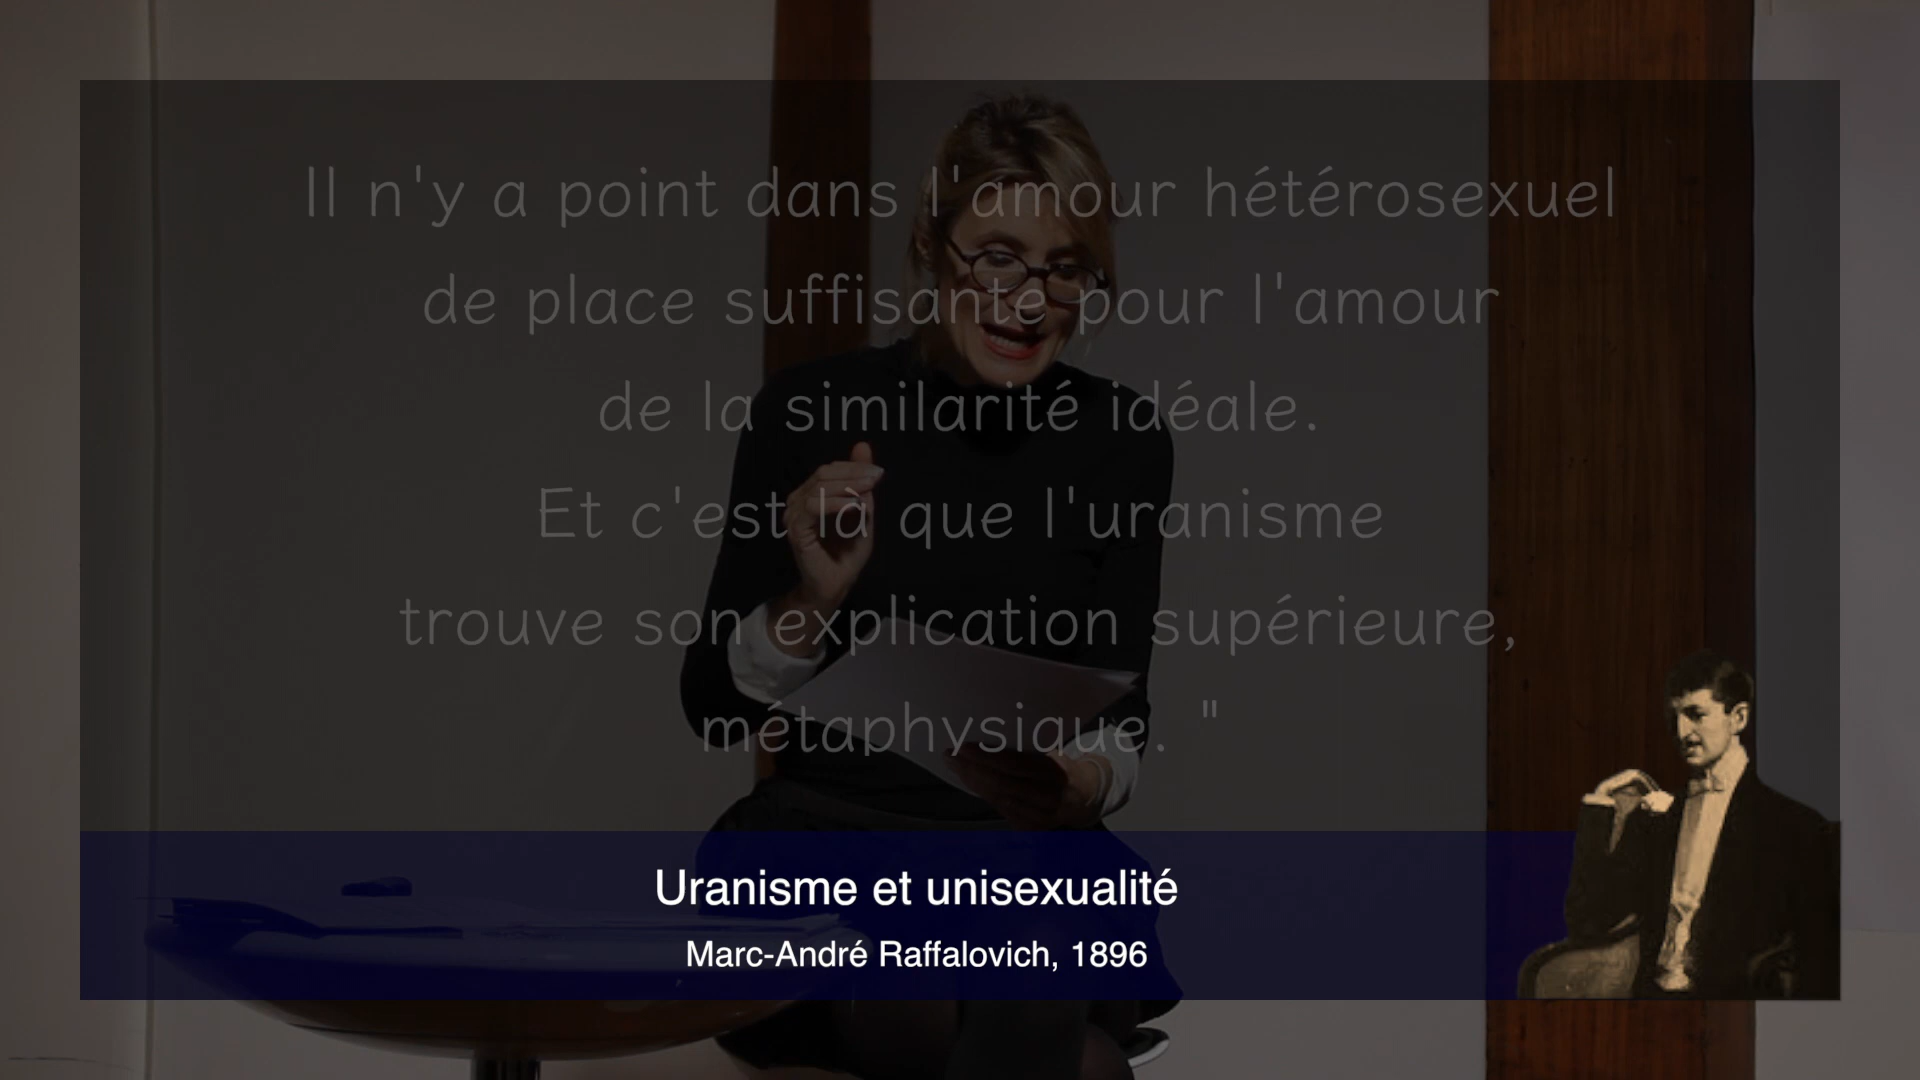 Il n'y a point dans l'amour hétérosexuel
de place suffisante pour l'amour
de la similarité idéale.
Et c'est là que l'uranisme
trouve son explication supérieure,
métaphysique. "
Uranisme et unisexualité
Marc-André Raffalovich, 1896